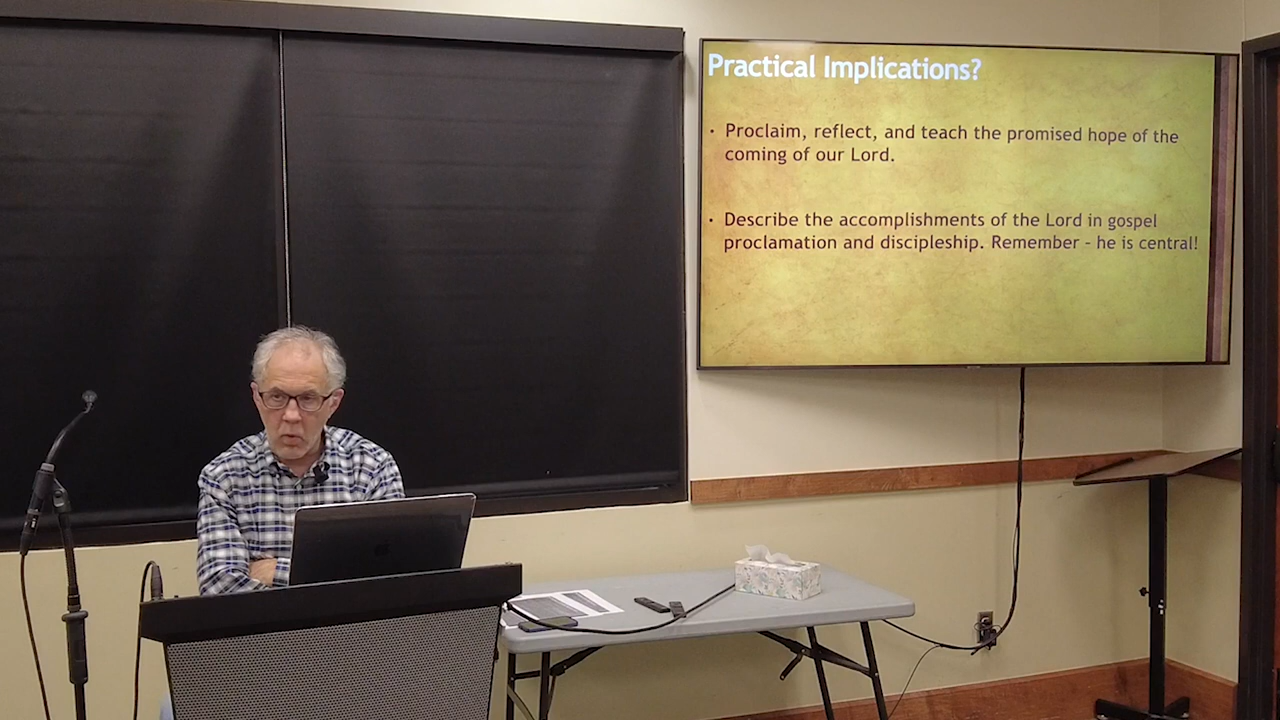 Practical Implications?
• Proclaim, reflect, and teach the promised hope of the
coming of our Lord.
• Describe the accomplishments of the Lord in gospel
proclamation and discipleship. Remember - he is central!